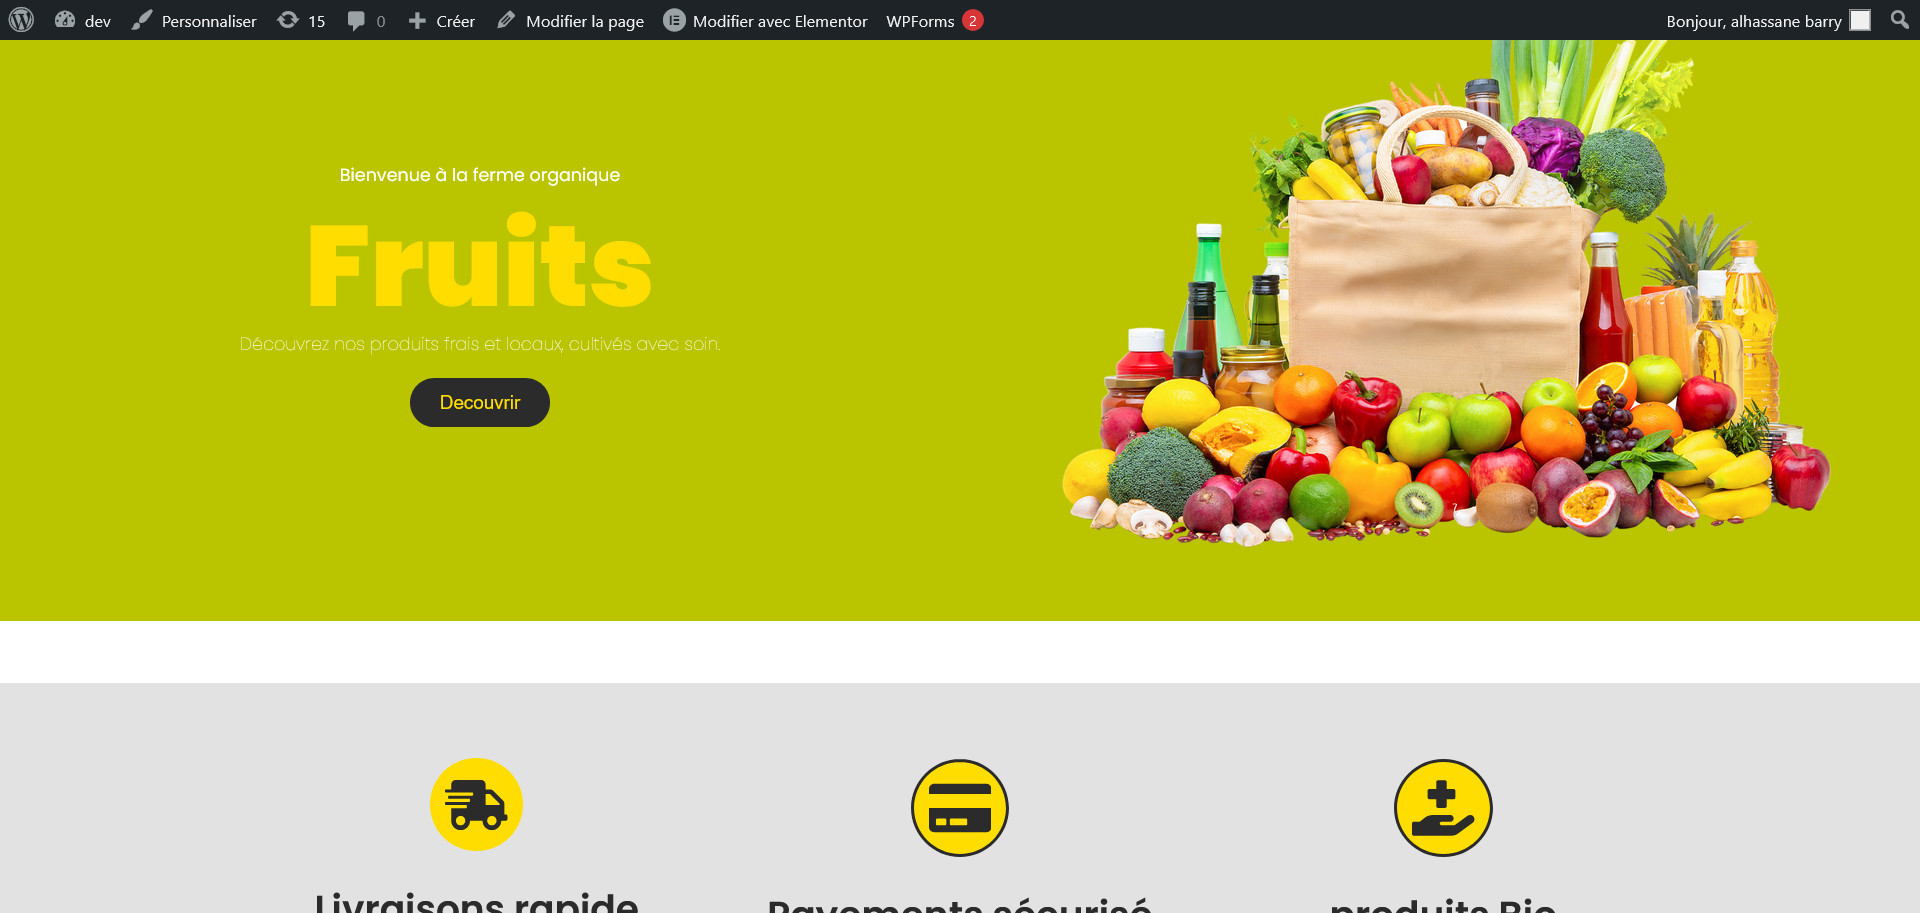 dev Personnaliser 15 0 Créer Modifier la page Modifier avec Elementor WPForms 2 Bonjour, alhassane barry
Bienvenue à la ferme organique
Fruits
Découvrez nos produits frais et locaux, cultivés avec soin.
Decouvrir
Livraisons rapide Payements sécurisé produits Bio